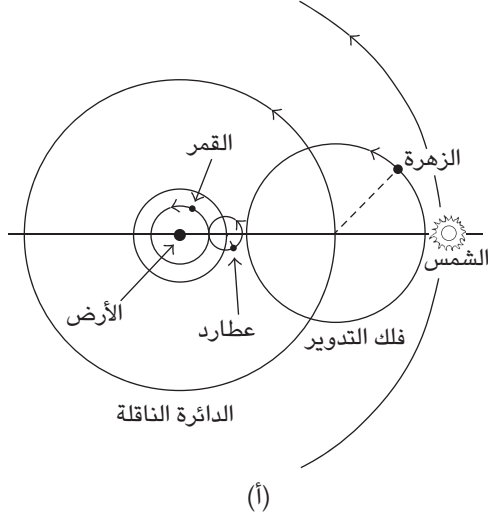 القمر
الزهرة
الشمس
الأرض
عطارد
فلك التدوير
الدائرة الناقلة
(أ)